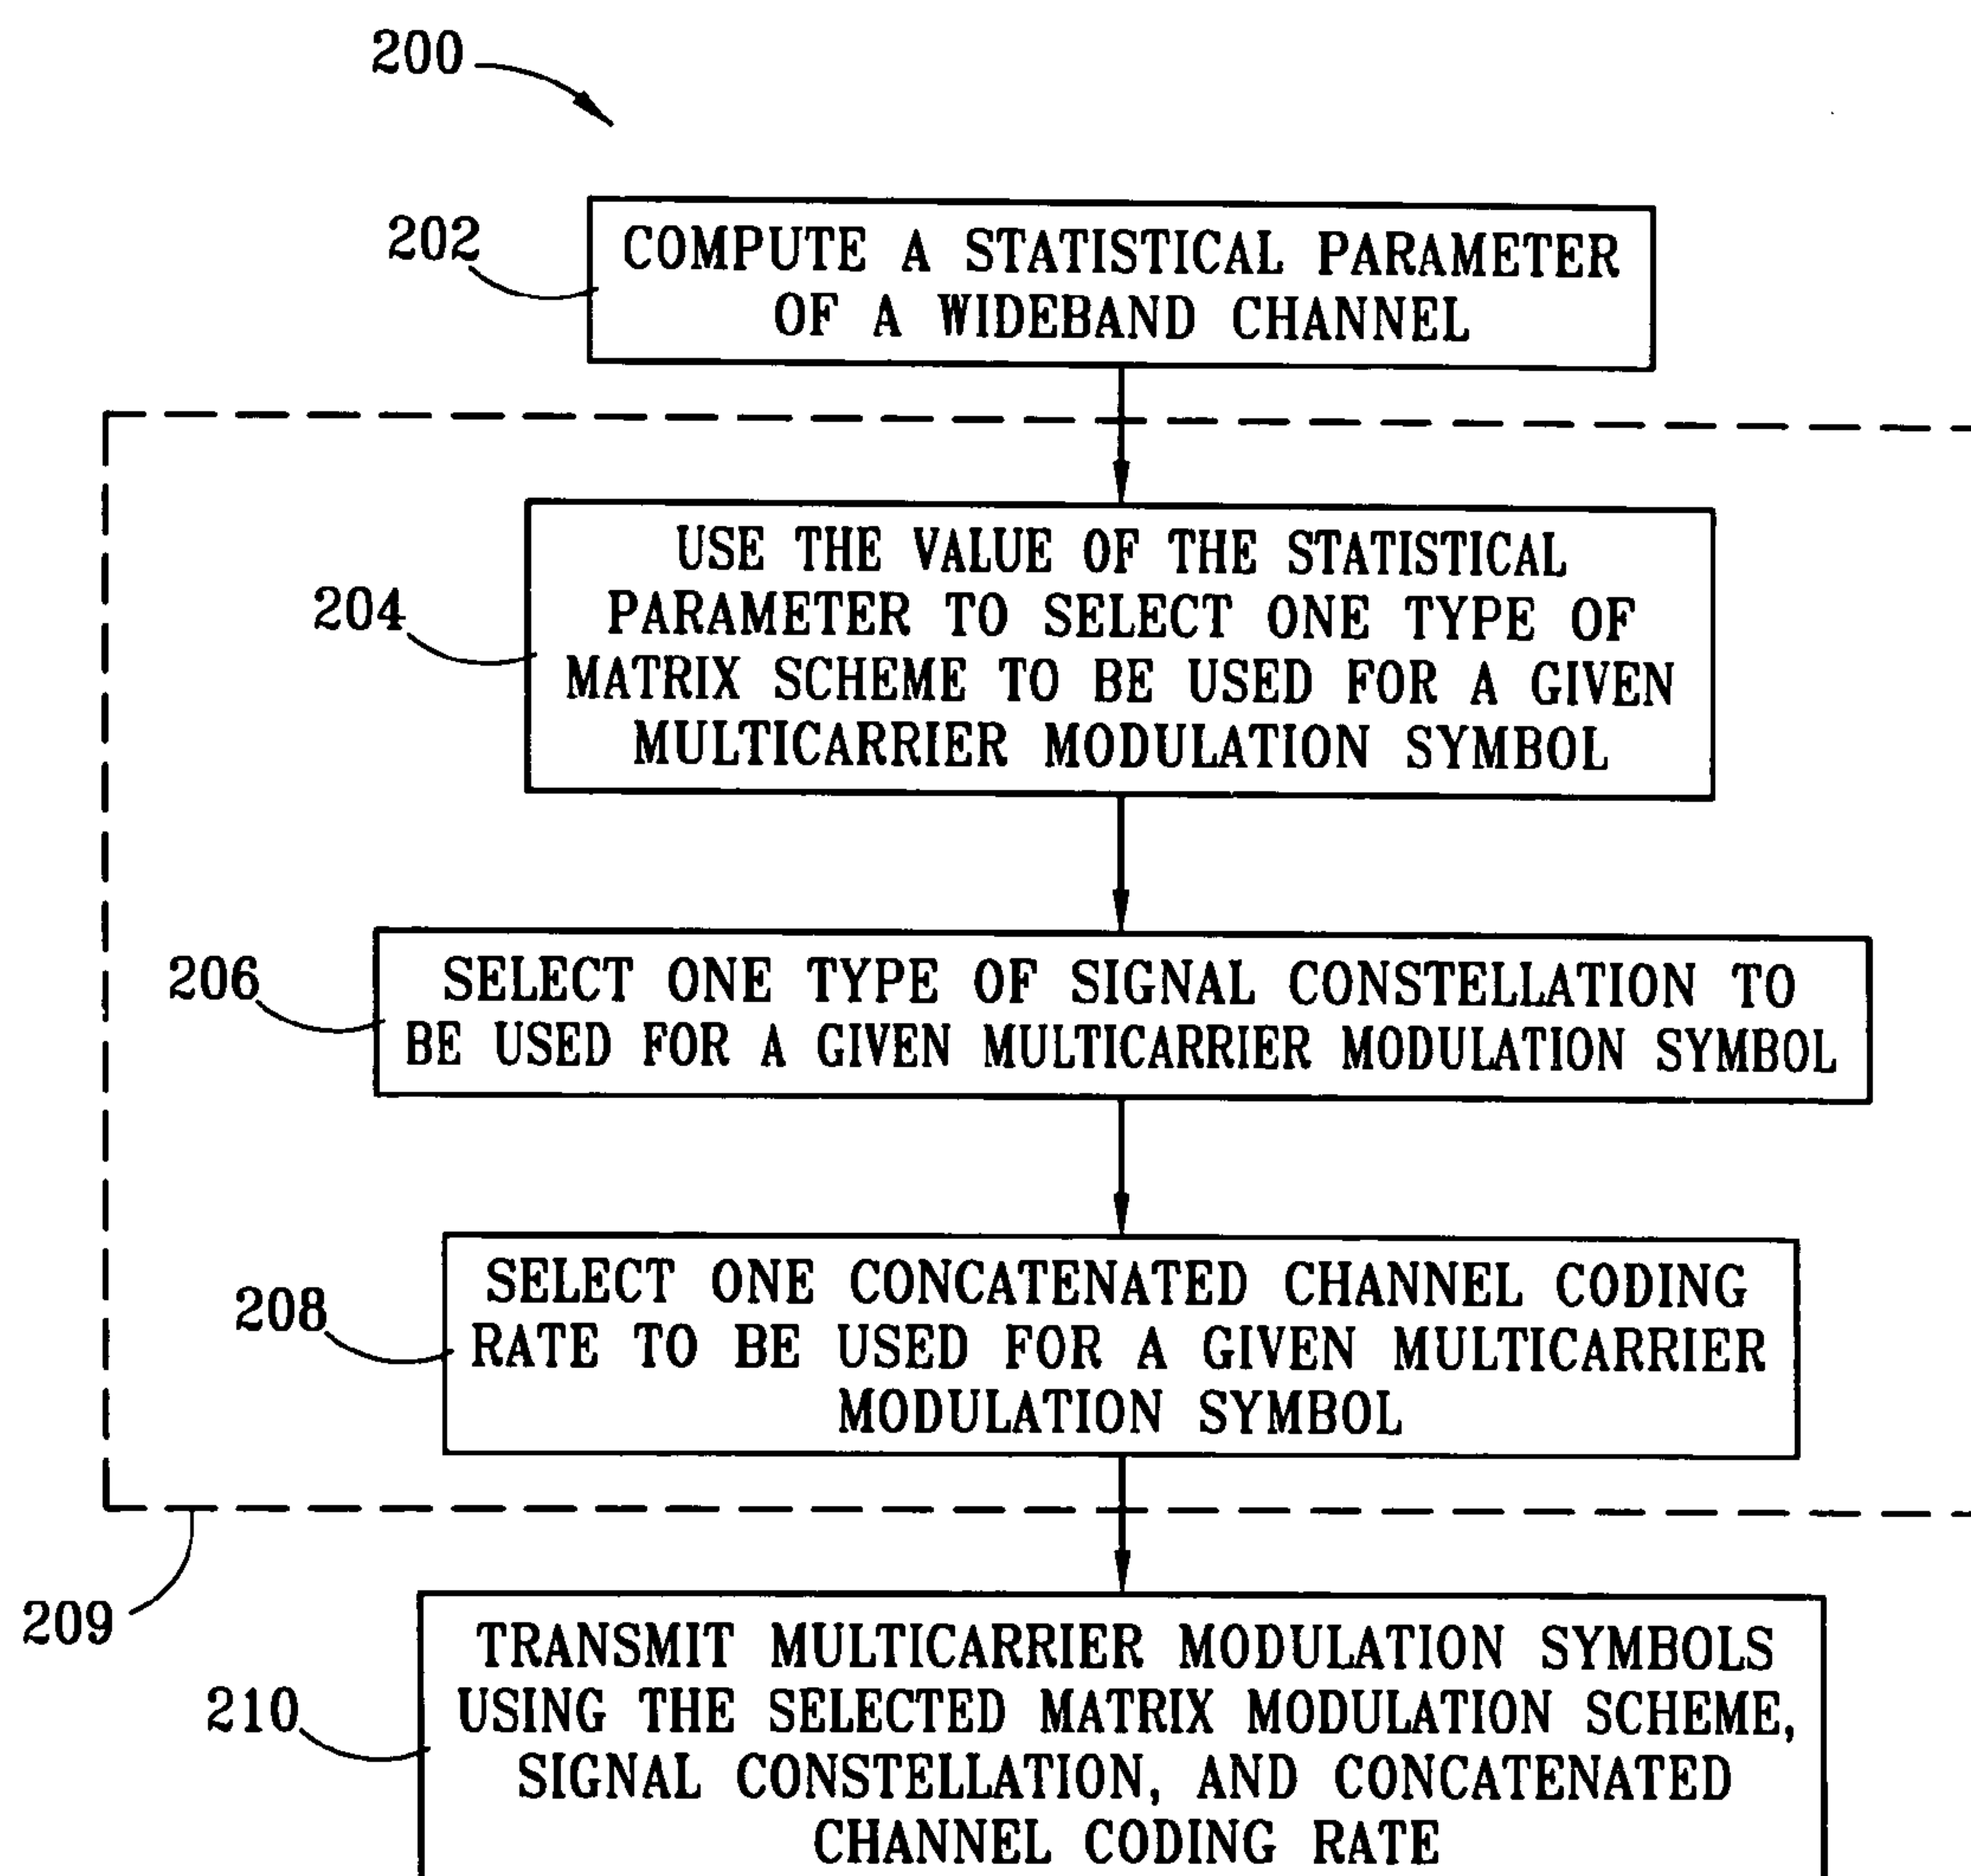 200
202
COMPUTE A STATISTICAL PARAMETER
OF A WIDEBAND CHANNEL
204
USE THE VALUE OF THE STATISTICAL
PARAMETER TO SELECT ONE TYPE OF
MATRIX SCHEME TO BE USED FOR A GIVEN
MULTICARRIER MODULATION SYMBOL
206
SELECT ONE TYPE OF SIGNAL CONSTELLATION TO
BE USED FOR A GIVEN MULTICARRIER MODULATION SYMBOL
208
SELECT ONE CONCATENATED CHANNEL CODING
RATE TO BE USED FOR A GIVEN MULTICARRIER
MODULATION SYMBOL
209
210
TRANSMIT MULTICARRIER MODULATION SYMBOLS
USING THE SELECTED MATRIX MODULATION SCHEME,
SIGNAL CONSTELLATION, AND CONCATENATED
CHANNEL CODING RATE